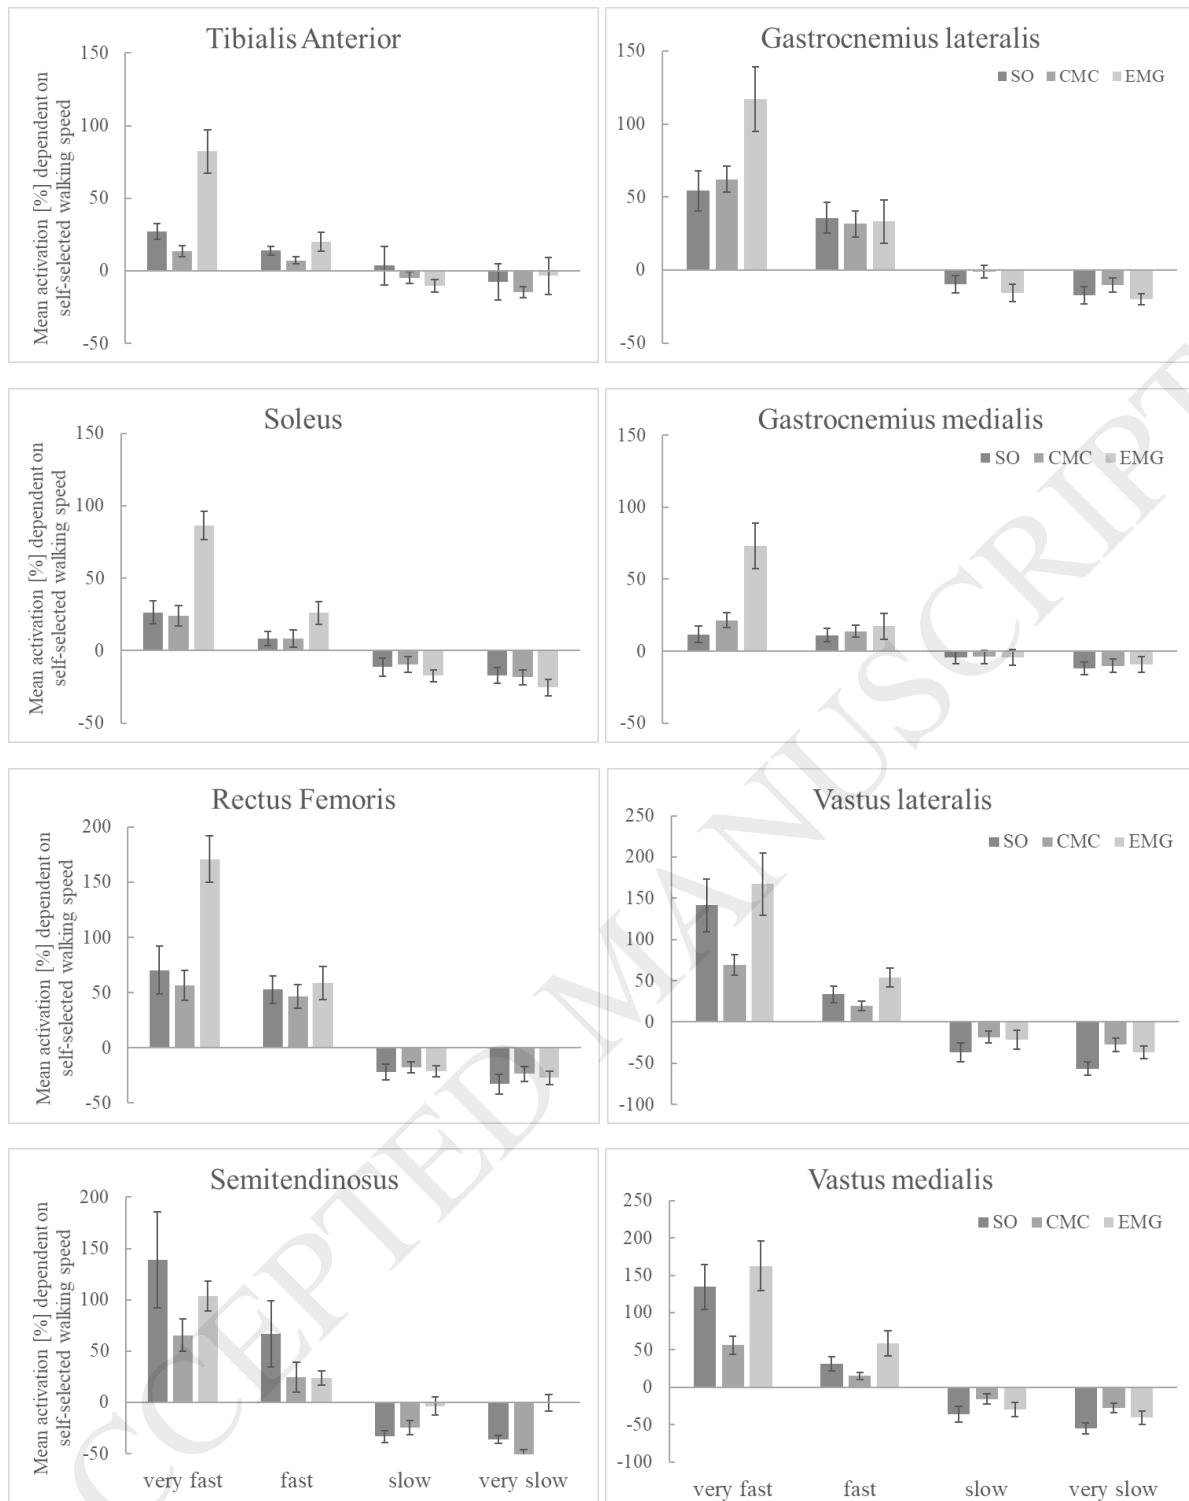 Tibialis Anterior
Mean activation [%] dependent on
self-selected walking speed
150
100
50
0
-50
Gastrocnemius lateralis
SO CMC EMG
150
100
50
0
-50
Soleus
Mean activation [%] dependent on
self-selected walking speed
150
100
50
0
-50
Gastrocnemius medialis
SO CMC EMG
150
100
50
0
-50
Rectus Femoris
Mean activation [%] dependent on
self-selected walking speed
200
150
100
50
0
-50
Vastus lateralis
SO CMC EMG
250
200
150
100
50
0
-50
-100
Semitendinosus
Mean activation [%] dependent on
self-selected walking speed
200
150
100
50
0
-50
very fast fast slow very slow
Vastus medialis
SO CMC EMG
250
200
150
100
50
0
-50
-100
very fast fast slow very slow
CCEPTED MANUSCRIPT